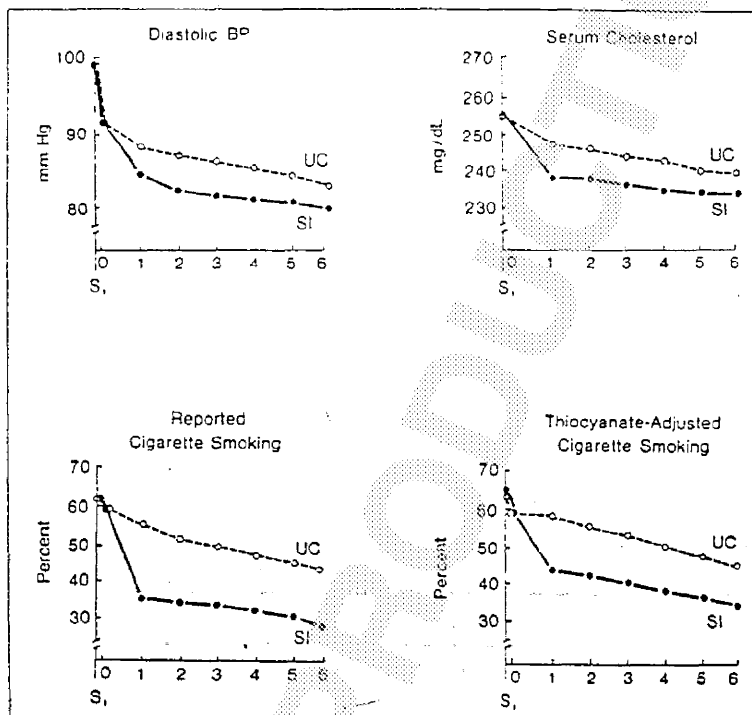 Diastolic BP
100
90
80
mm Hg
UC
SI
0 1 2 3 4 5 6
S1
Serum Cholesterol
260
250
240
230
mg/dL
UC
SI
0 1 2 3 4 5 6
S1
Reported
Cigarette Smoking
70
60
50
40
30
Percent
UC
SI
0 1 2 3 4 5 6
S1
Thiocyanate-Adjusted
Cigarette Smoking
70
60
50
40
30
Percent
UC
SI
0 1 2 3 4 5 6
S1